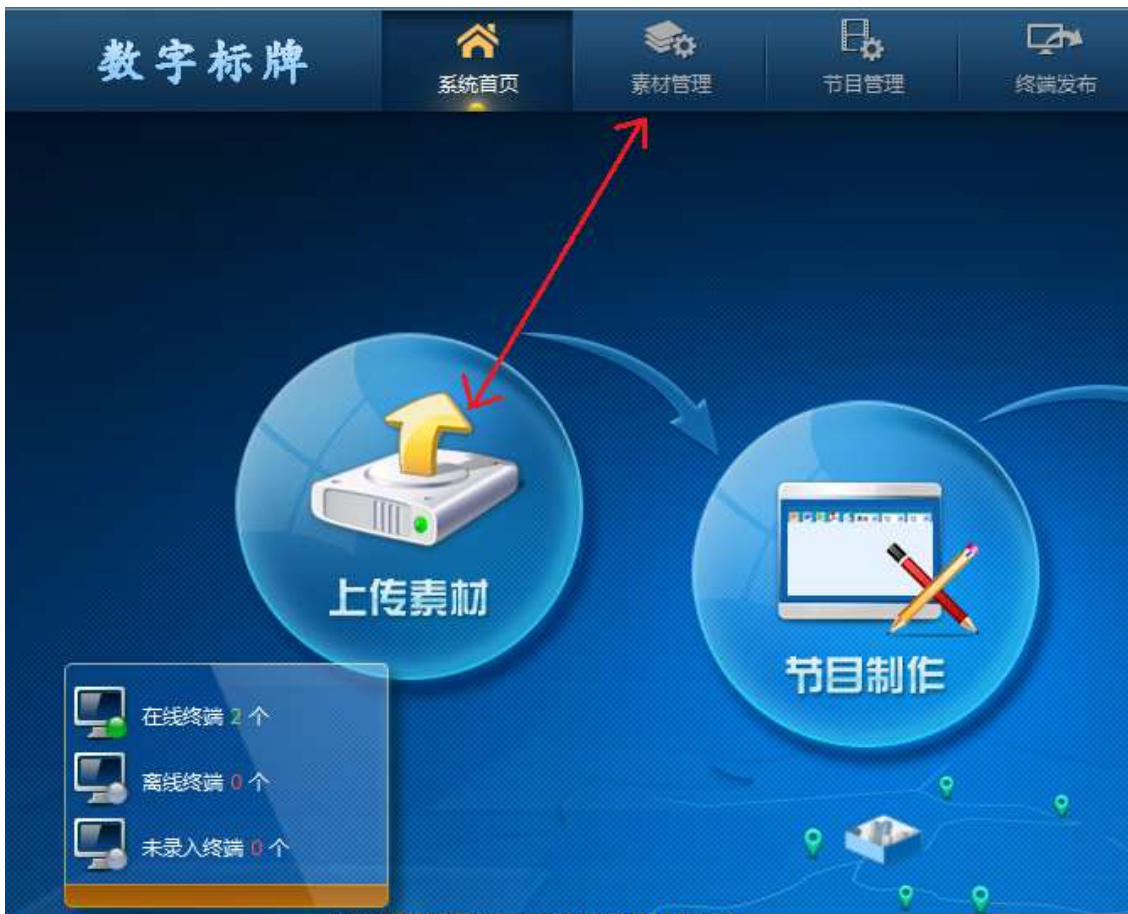 数字标牌
系统首页
素材管理
节目管理
终端发布
上传素材
节目制作
在线终端 2 个
离线终端 0 个
未录入终端 0 个